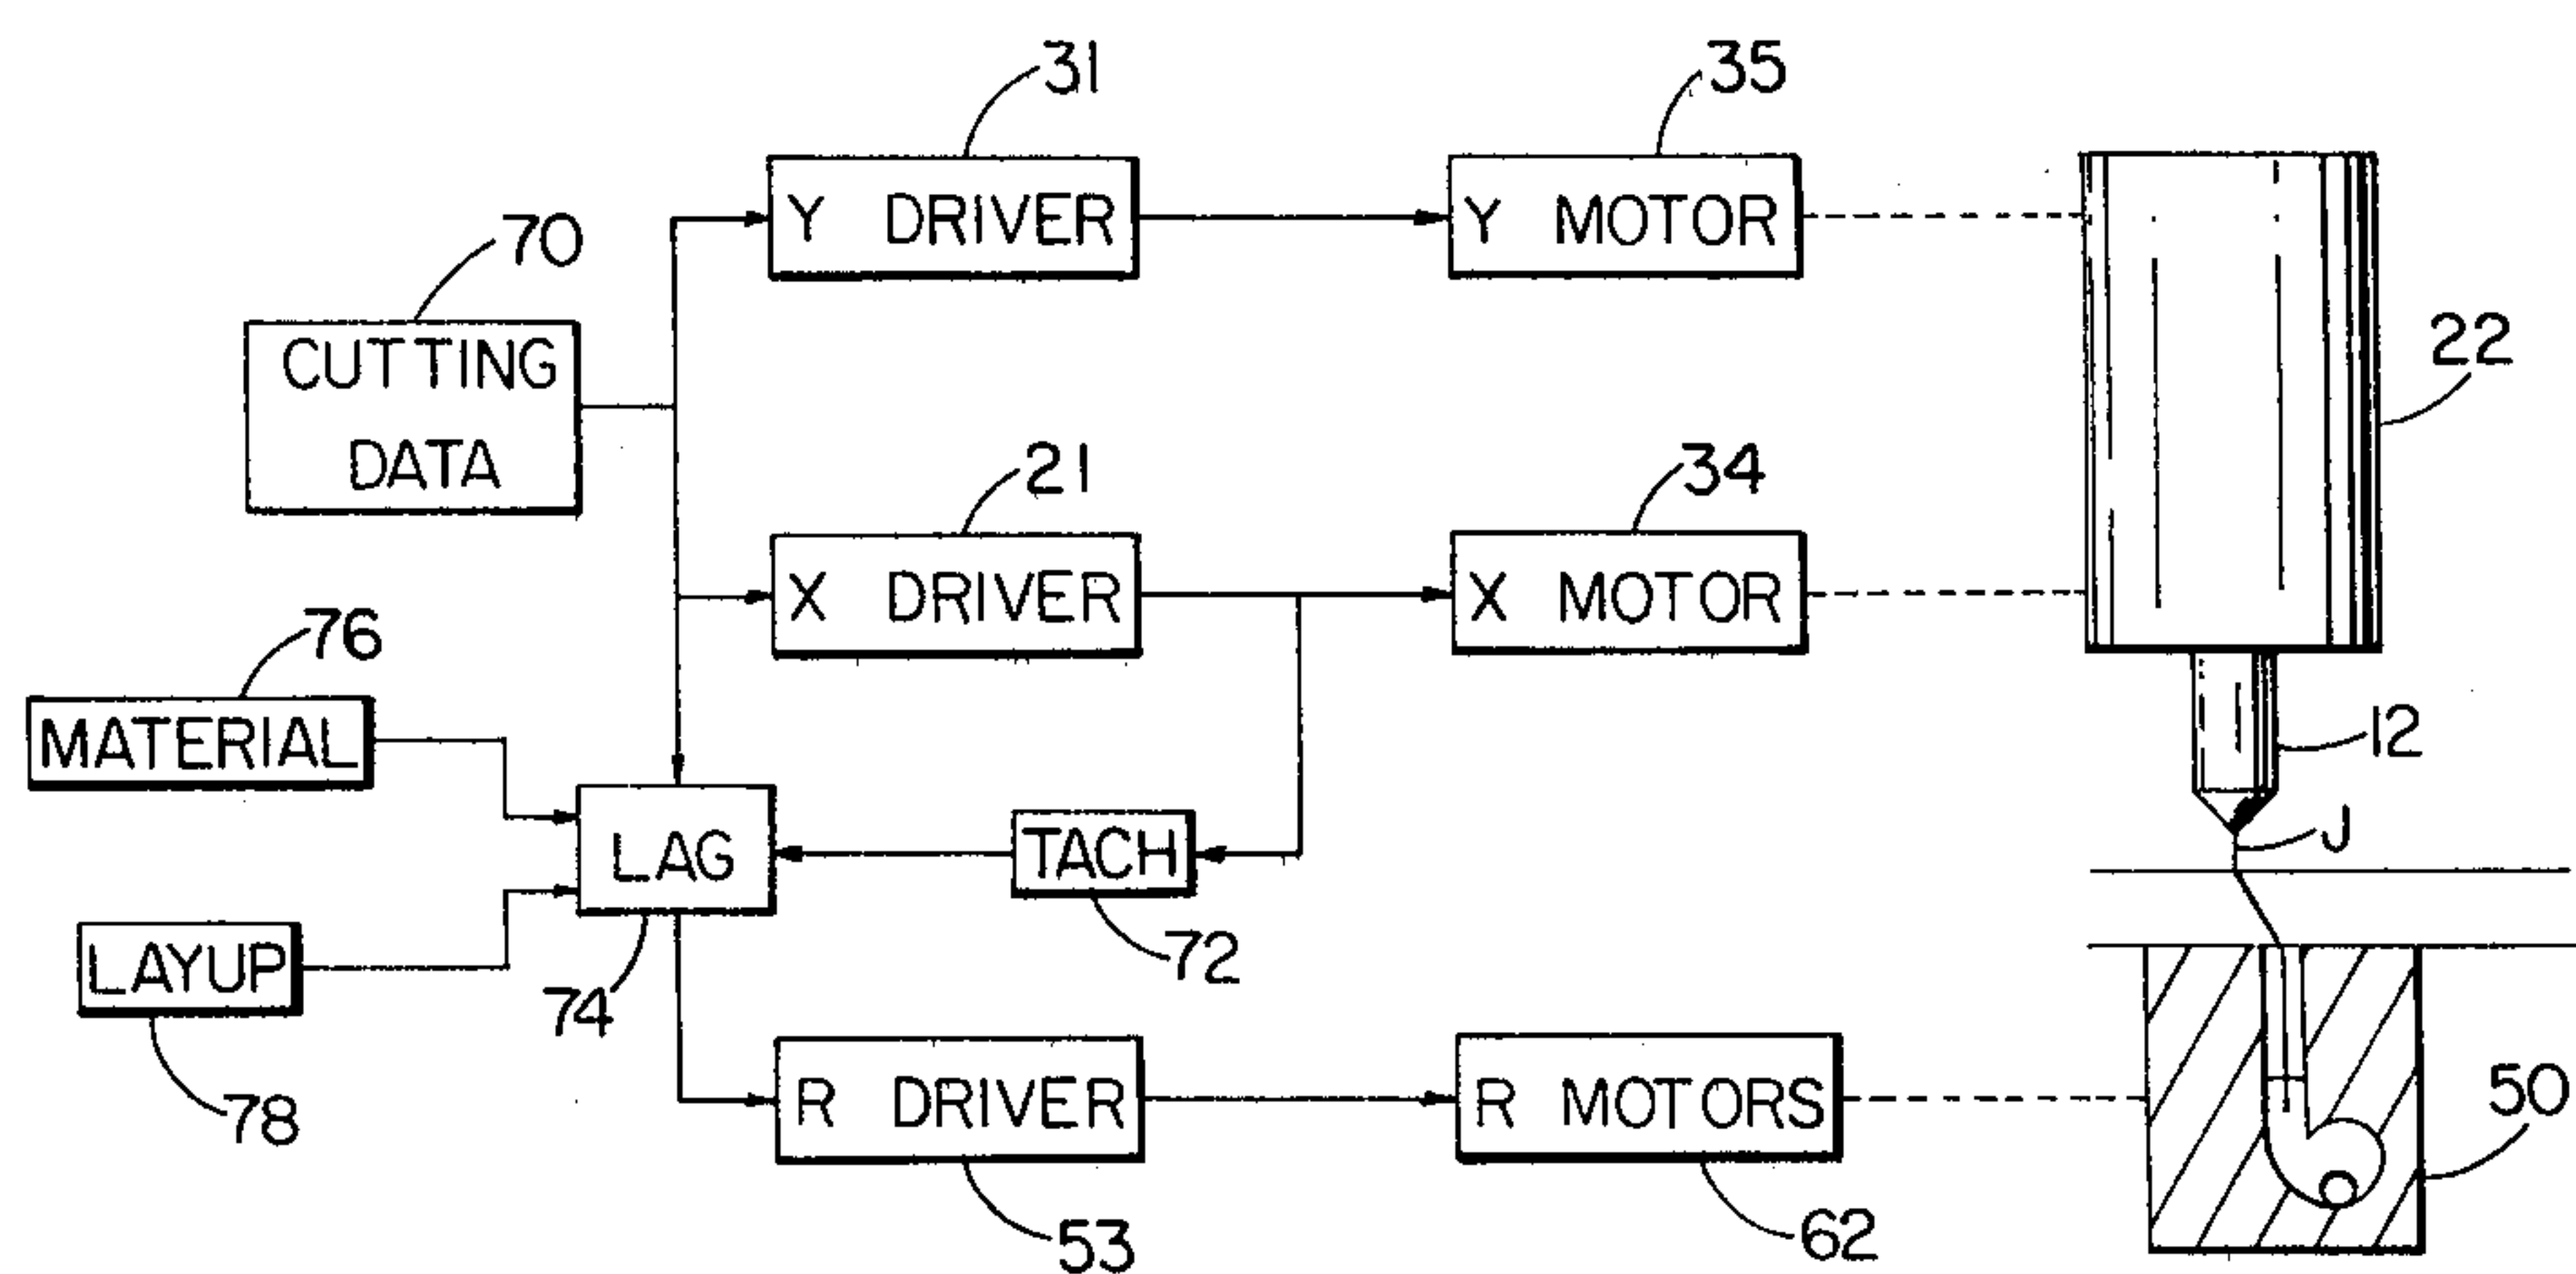 31
35
Y DRIVER
Y MOTOR
70
CUTTING
DATA
22
21
34
X DRIVER
X MOTOR
76
MATERIAL
12
LAG
TACH
J
72
LAYUP
74
78
R DRIVER
R MOTORS
50
53
62